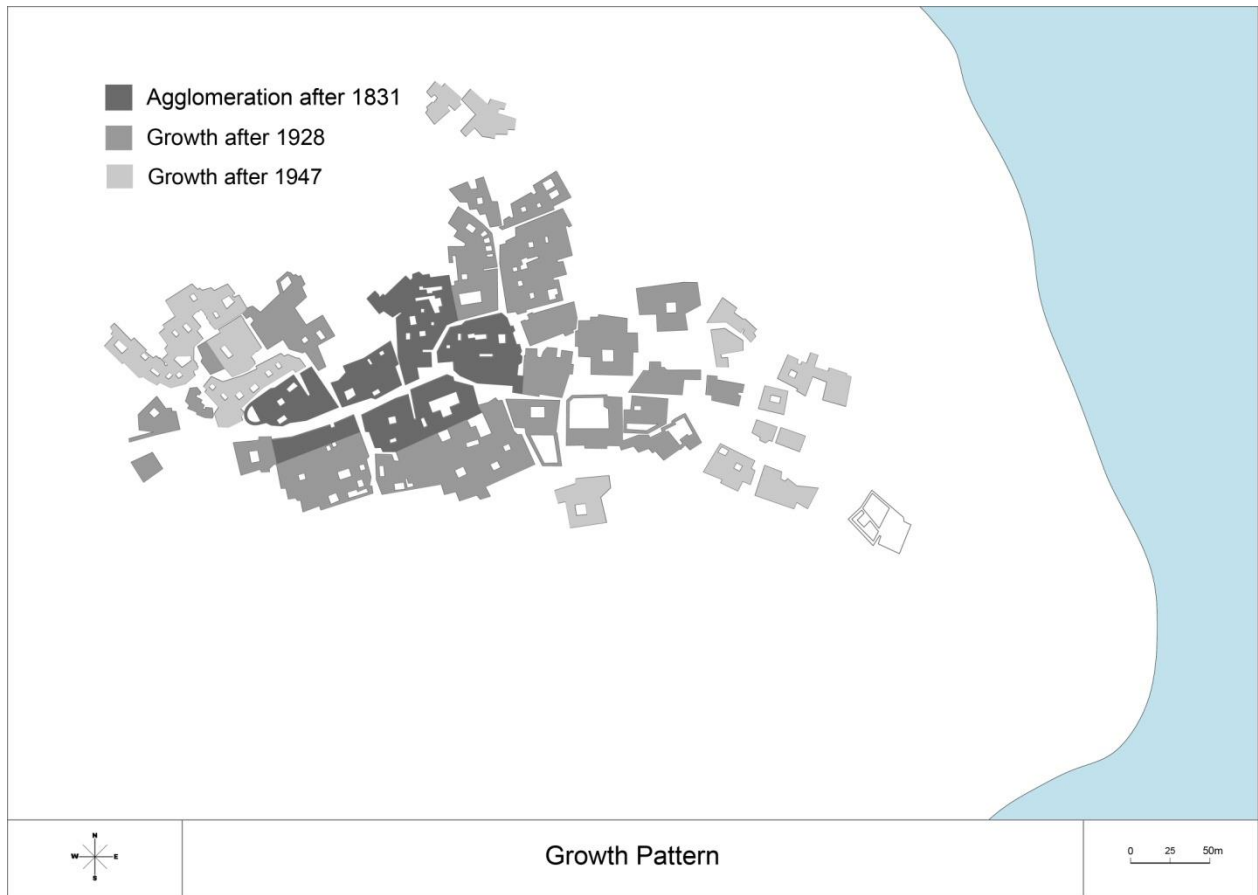 Agglomeration after 1831
Growth after 1928
Growth after 1947
N
W E
S
Growth Pattern
0 25 50m